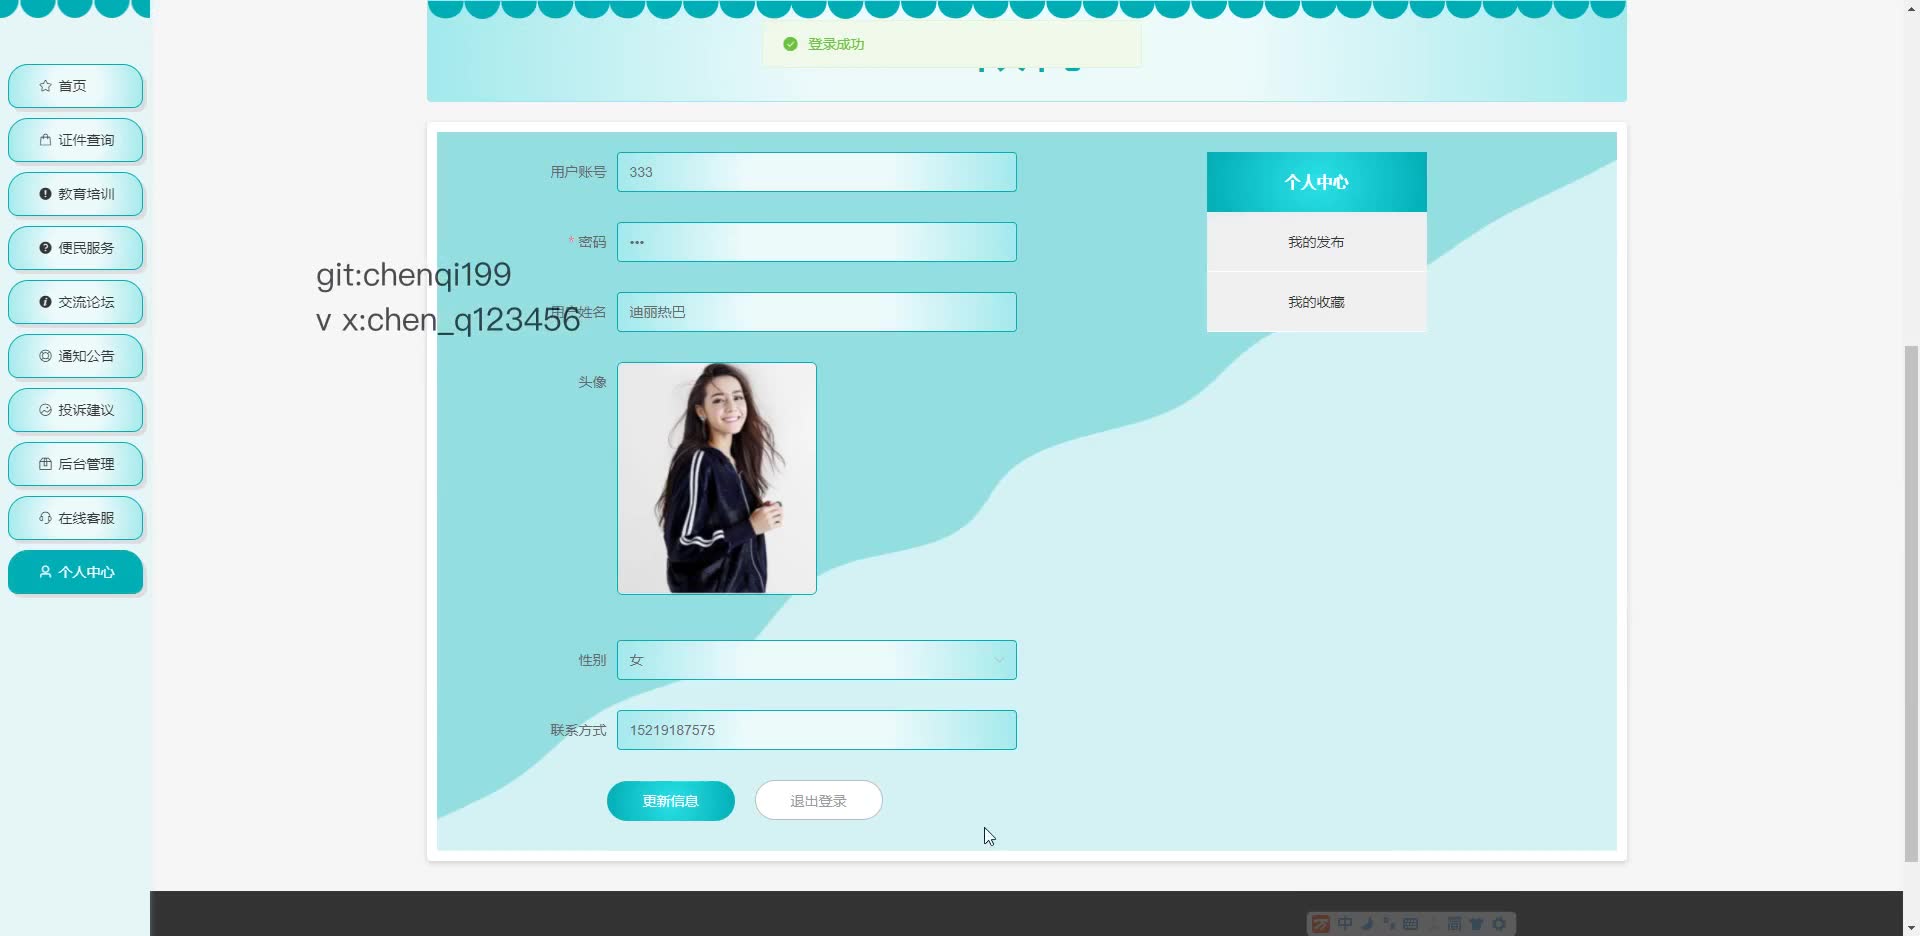 登录成功
首页
证件查询
教育培训
便民服务
交流论坛
通知公告
投诉建议
后台管理
在线客服
个人中心
git:chenqi199
v x:chen_q123456
用户账号
333
* 密码
•••
用户姓名
迪丽热巴
头像
性别
女
联系方式
15219187575
更新信息
退出登录
个人中心
我的发布
我的收藏
中
简